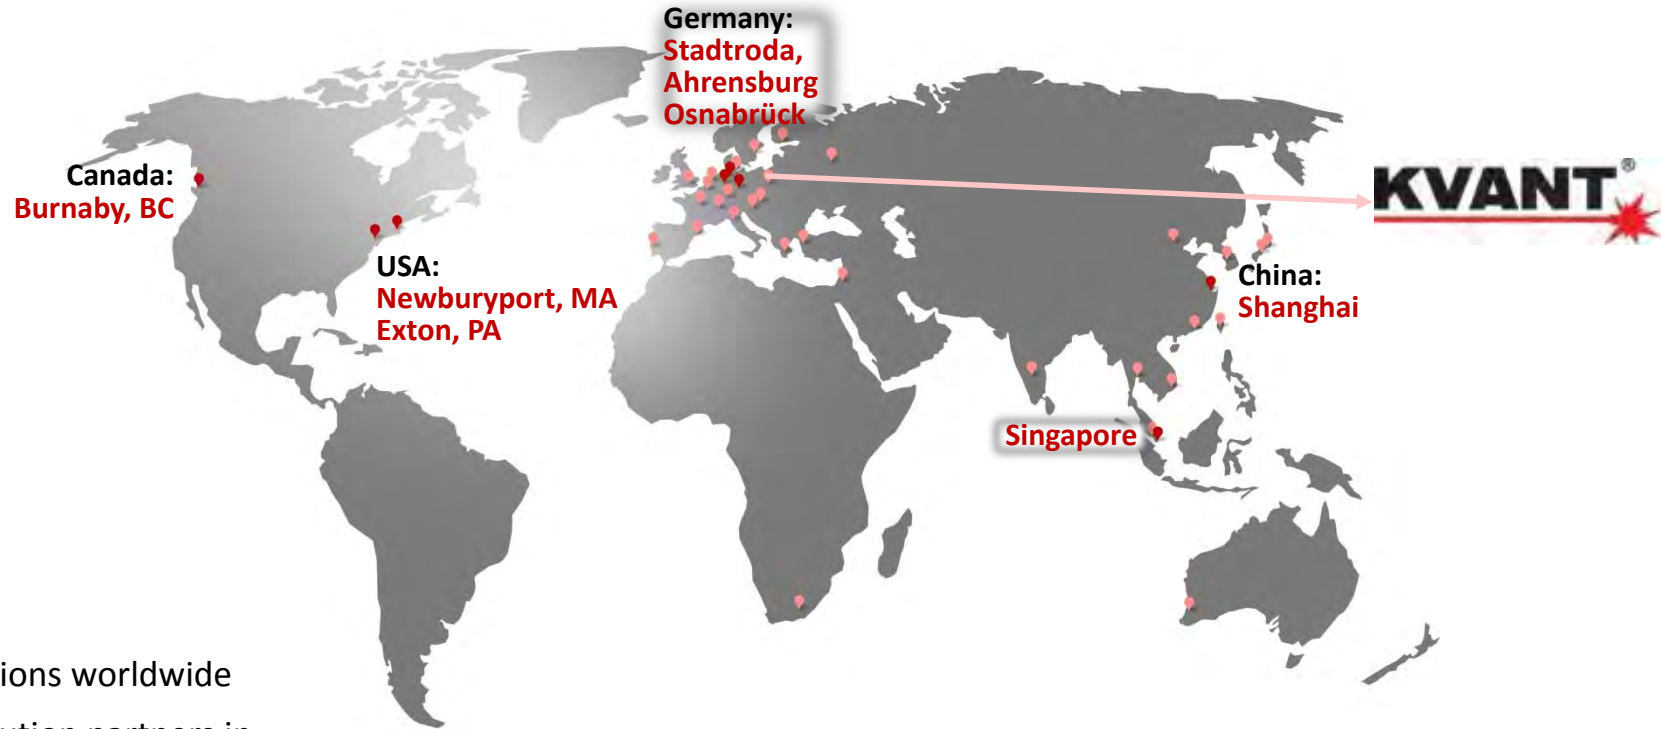 Germany:
Stadtroda,
Ahrensburg
Osnabrück
Canada:
Burnaby, BC
KVANT®
USA:
Newburyport, MA
Exton, PA
China:
Shanghai
Singapore
ions worldwide